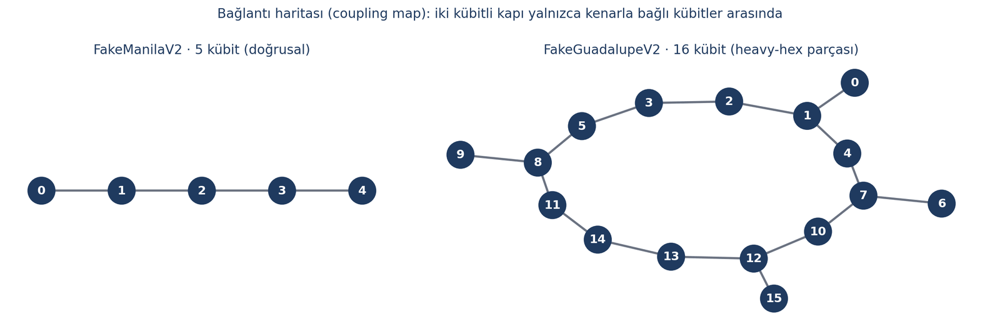 Bağlantı haritası (coupling map): iki kübitli kapı yalnızca kenarla bağlı kübitler arasında
FakeManilaV2 · 5 kübit (doğrusal)
0 1 2 3 4
FakeGuadalupeV2 · 16 kübit (heavy-hex parçası)
0
3 2
1
5
9 8 4
7 6
11
14 10
13 12
15